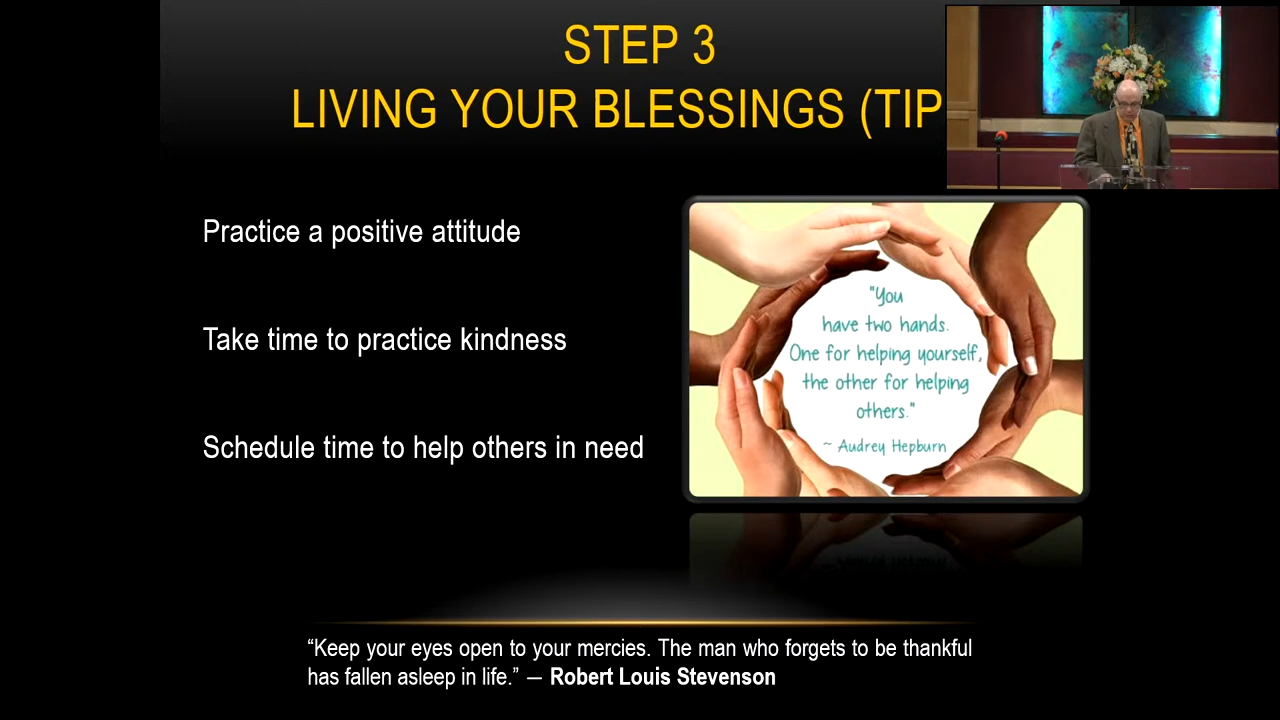 STEP 3
LIVING YOUR BLESSINGS (TIP
Practice a positive attitude
Take time to practice kindness
Schedule time to help others in need
"You
have two hands.
One for helping yourself,
the other for helping
others."
~ Audrey Hepburn
“Keep your eyes open to your mercies. The man who forgets to be thankful
has fallen asleep in life.” — Robert Louis Stevenson